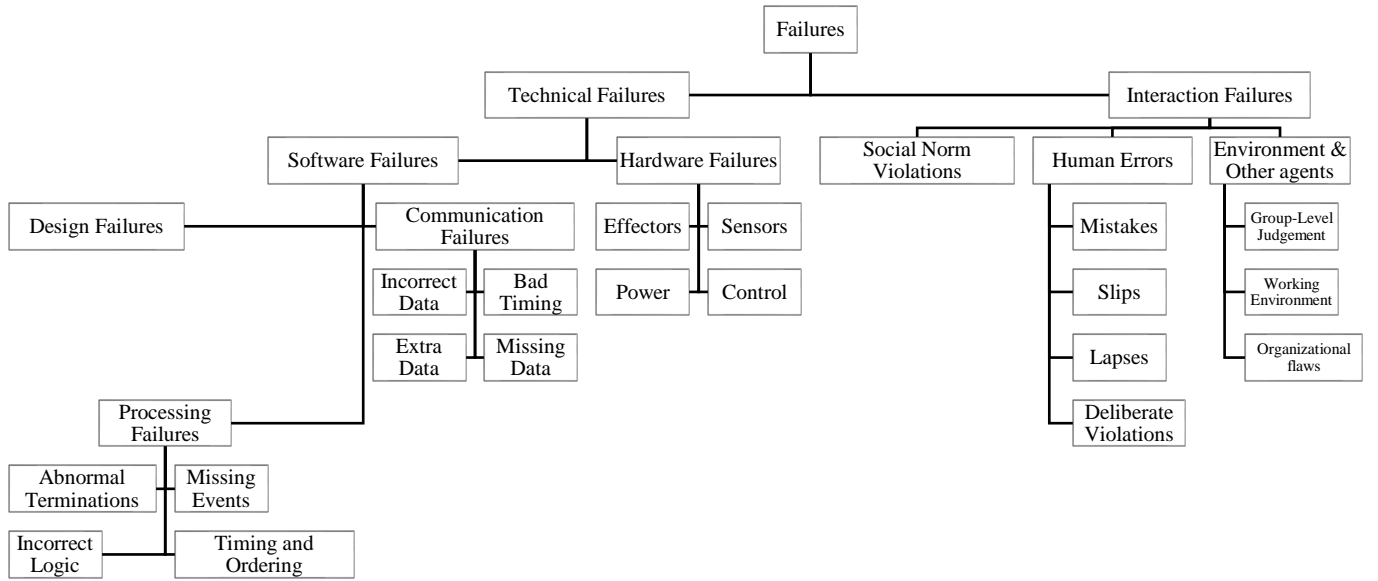 Failures
Technical Failures
Interaction Failures
Software Failures
Hardware Failures
Social Norm
Violations
Human Errors
Environment &
Other agents
Design Failures
Communication
Failures
Effectors
Sensors
Mistakes
Group-Level
Judgement
Incorrect
Data
Bad
Timing
Power
Control
Slips
Working
Environment
Extra
Data
Missing
Data
Lapses
Organizational
flaws
Processing
Failures
Deliberate
Violations
Abnormal
Terminations
Missing
Events
Incorrect
Logic
Timing and
Ordering